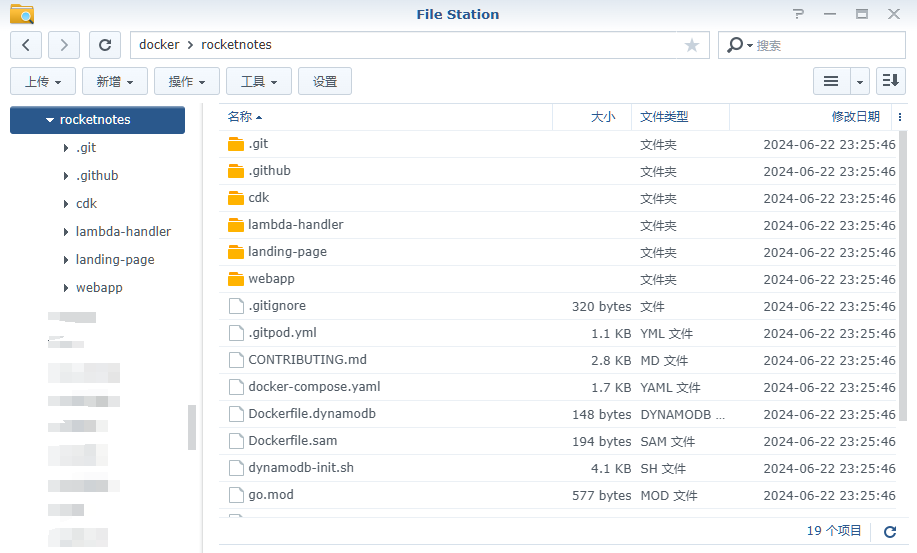 File Station
docker > rocketnotes
搜索
上传 新增 操作 工具 设置
rocketnotes
.git
.github
cdk
lambda-handler
landing-page
webapp
名称 大小 文件类型 修改日期
.git 文件夹 2024-06-22 23:25:46
.github 文件夹 2024-06-22 23:25:46
cdk 文件夹 2024-06-22 23:25:46
lambda-handler 文件夹 2024-06-22 23:25:46
landing-page 文件夹 2024-06-22 23:25:46
webapp 文件夹 2024-06-22 23:25:46
.gitignore 320 bytes 文件 2024-06-22 23:25:46
.gitpod.yml 1.1 KB YML 文件 2024-06-22 23:25:46
CONTRIBUTING.md 2.8 KB MD 文件 2024-06-22 23:25:46
docker-compose.yaml 1.7 KB YAML 文件 2024-06-22 23:25:46
Dockerfile.dynamodb 148 bytes DYNAMODB ... 2024-06-22 23:25:46
Dockerfile.sam 194 bytes SAM 文件 2024-06-22 23:25:46
dynamodb-init.sh 4.1 KB SH 文件 2024-06-22 23:25:46
go.mod 577 bytes MOD 文件 2024-06-22 23:25:46
19 个项目